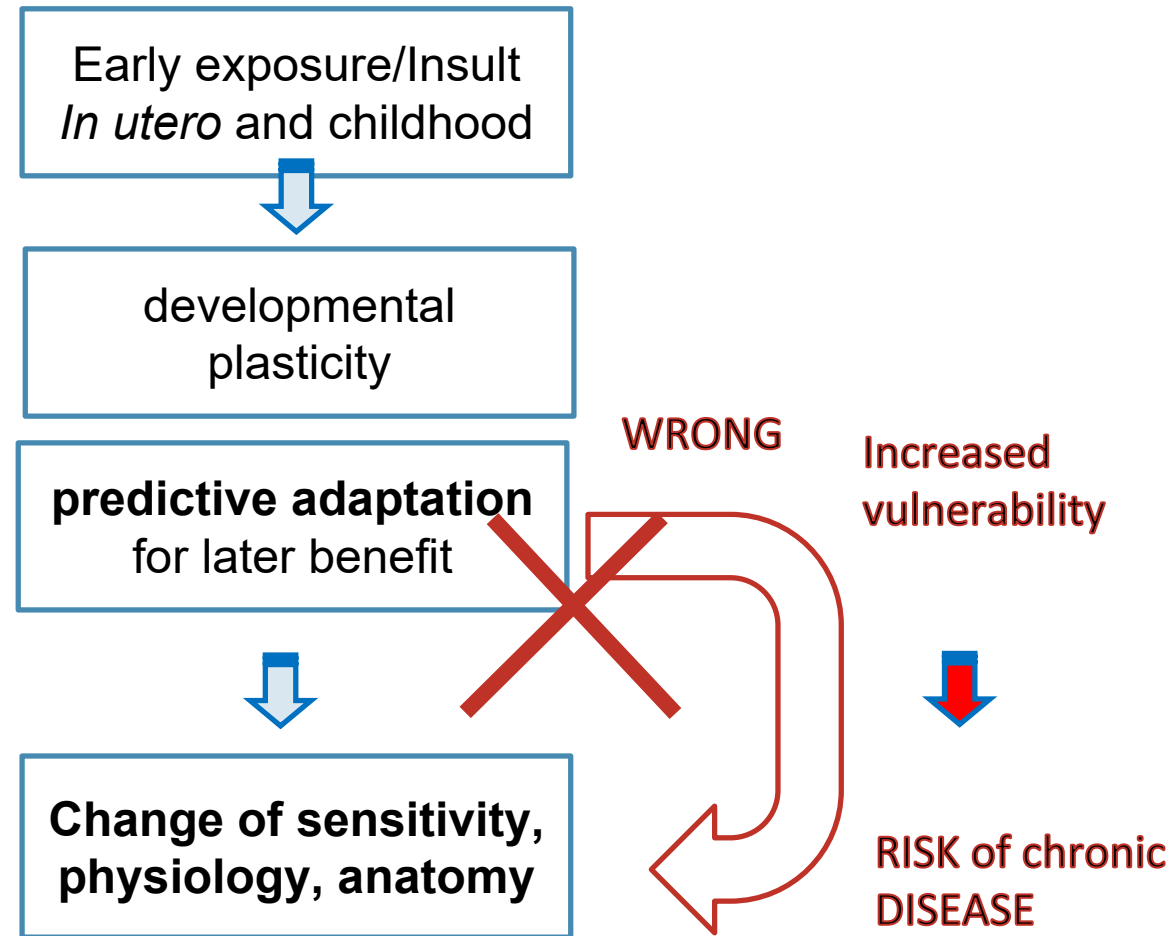 Early exposure/Insult
In utero and childhood
developmental
plasticity
predictive adaptation
for later benefit
WRONG
Increased
vulnerability
Change of sensitivity,
physiology, anatomy
RISK of chronic
DISEASE